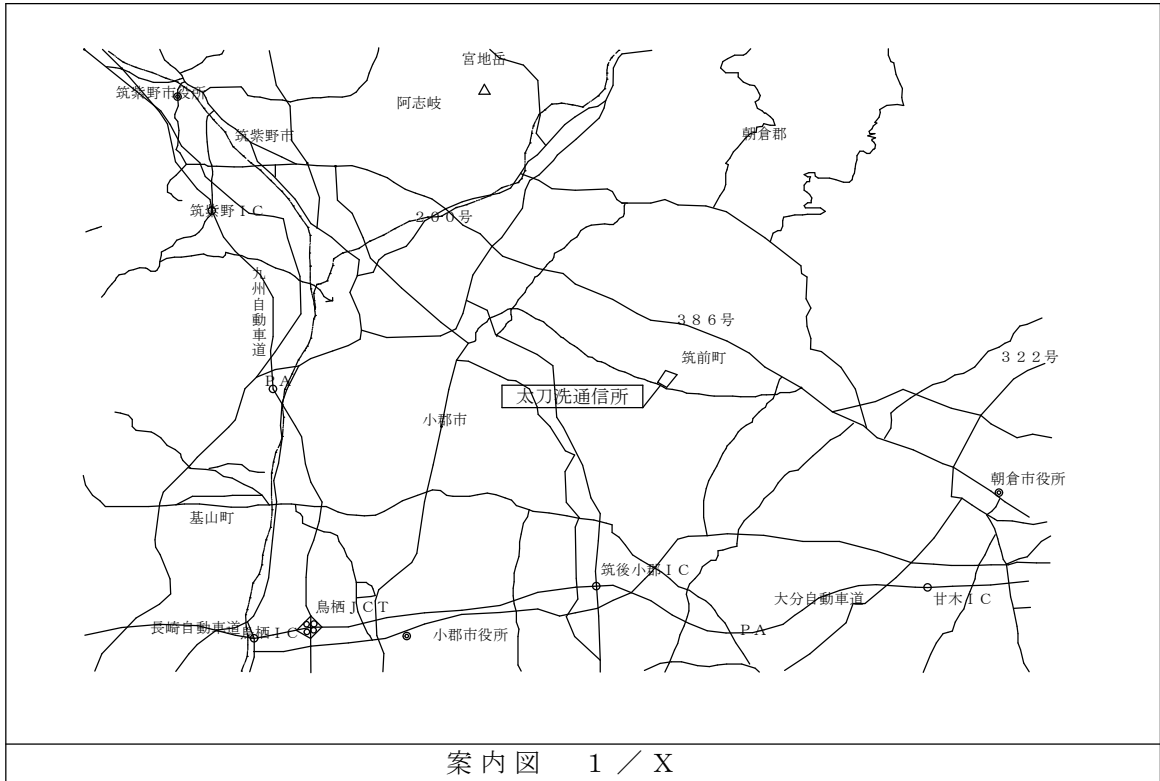 宮地岳
筑紫野市役所
阿志岐
筑紫野市
朝倉郡
筑紫野ＩＣ
２００号
九州自動車道
３８６号
３２２号
筑前町
ＰＡ
太刀洗通信所
小郡市
朝倉市役所
基山町
筑後小郡ＩＣ
大分自動車道
甘木ＩＣ
鳥栖ＪＣＴ
長崎自動車道
鳥栖ＩＣ
小郡市役所
ＰＡ
案内図　１／Ｘ